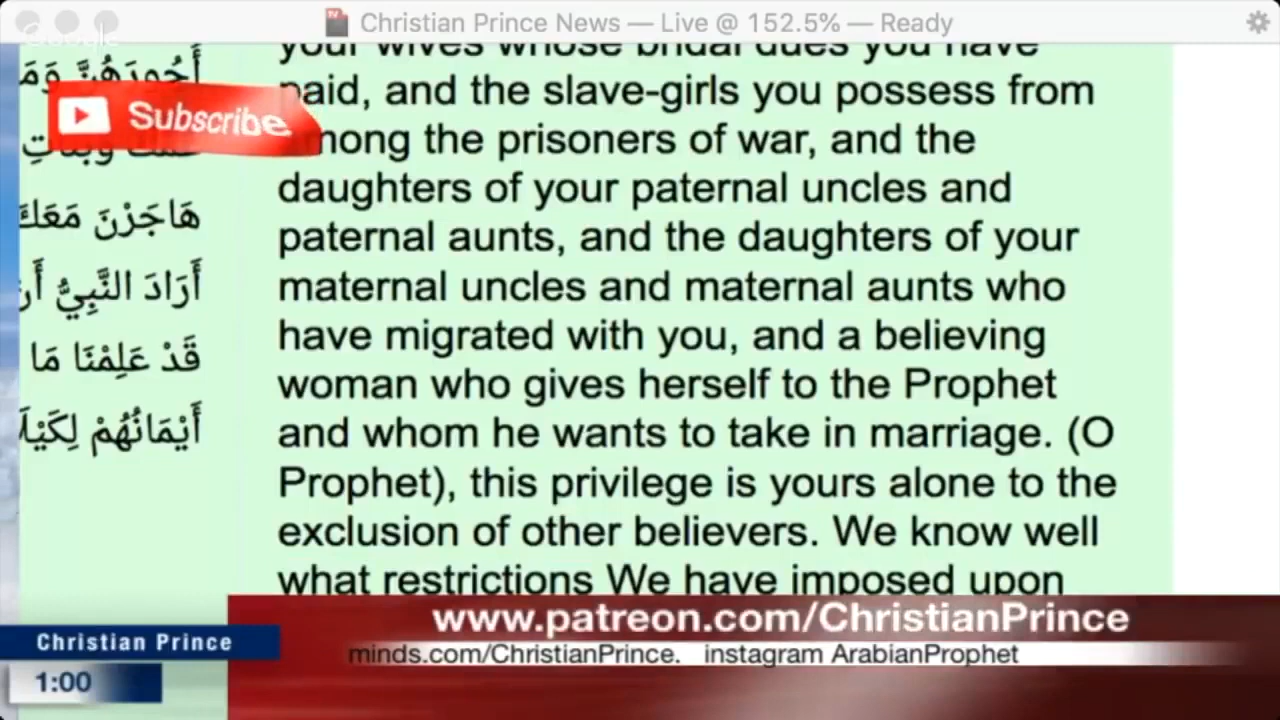 Christian Prince News — Live @ 152.5% — Ready
Google
your wives whose bridal dues you have
paid, and the slave-girls you possess from
among the prisoners of war, and the
daughters of your paternal uncles and
paternal aunts, and the daughters of your
maternal uncles and maternal aunts who
have migrated with you, and a believing
woman who gives herself to the Prophet
and whom he wants to take in marriage. (O
Prophet), this privilege is yours alone to the
exclusion of other believers. We know well
what restrictions We have imposed upon
أُجُورَهُنَّ
هَاجَرْنَ مَعَكَ
أَرَادَ النَّبِيُّ
قَدْ عَلِمْنَا مَا
أَيْمَانُهُمْ لِكَيْلَا
Subscribe
www.patreon.com/ChristianPrince
Christian Prince
minds.com/ChristianPrince. instagram ArabianProphet
1:00